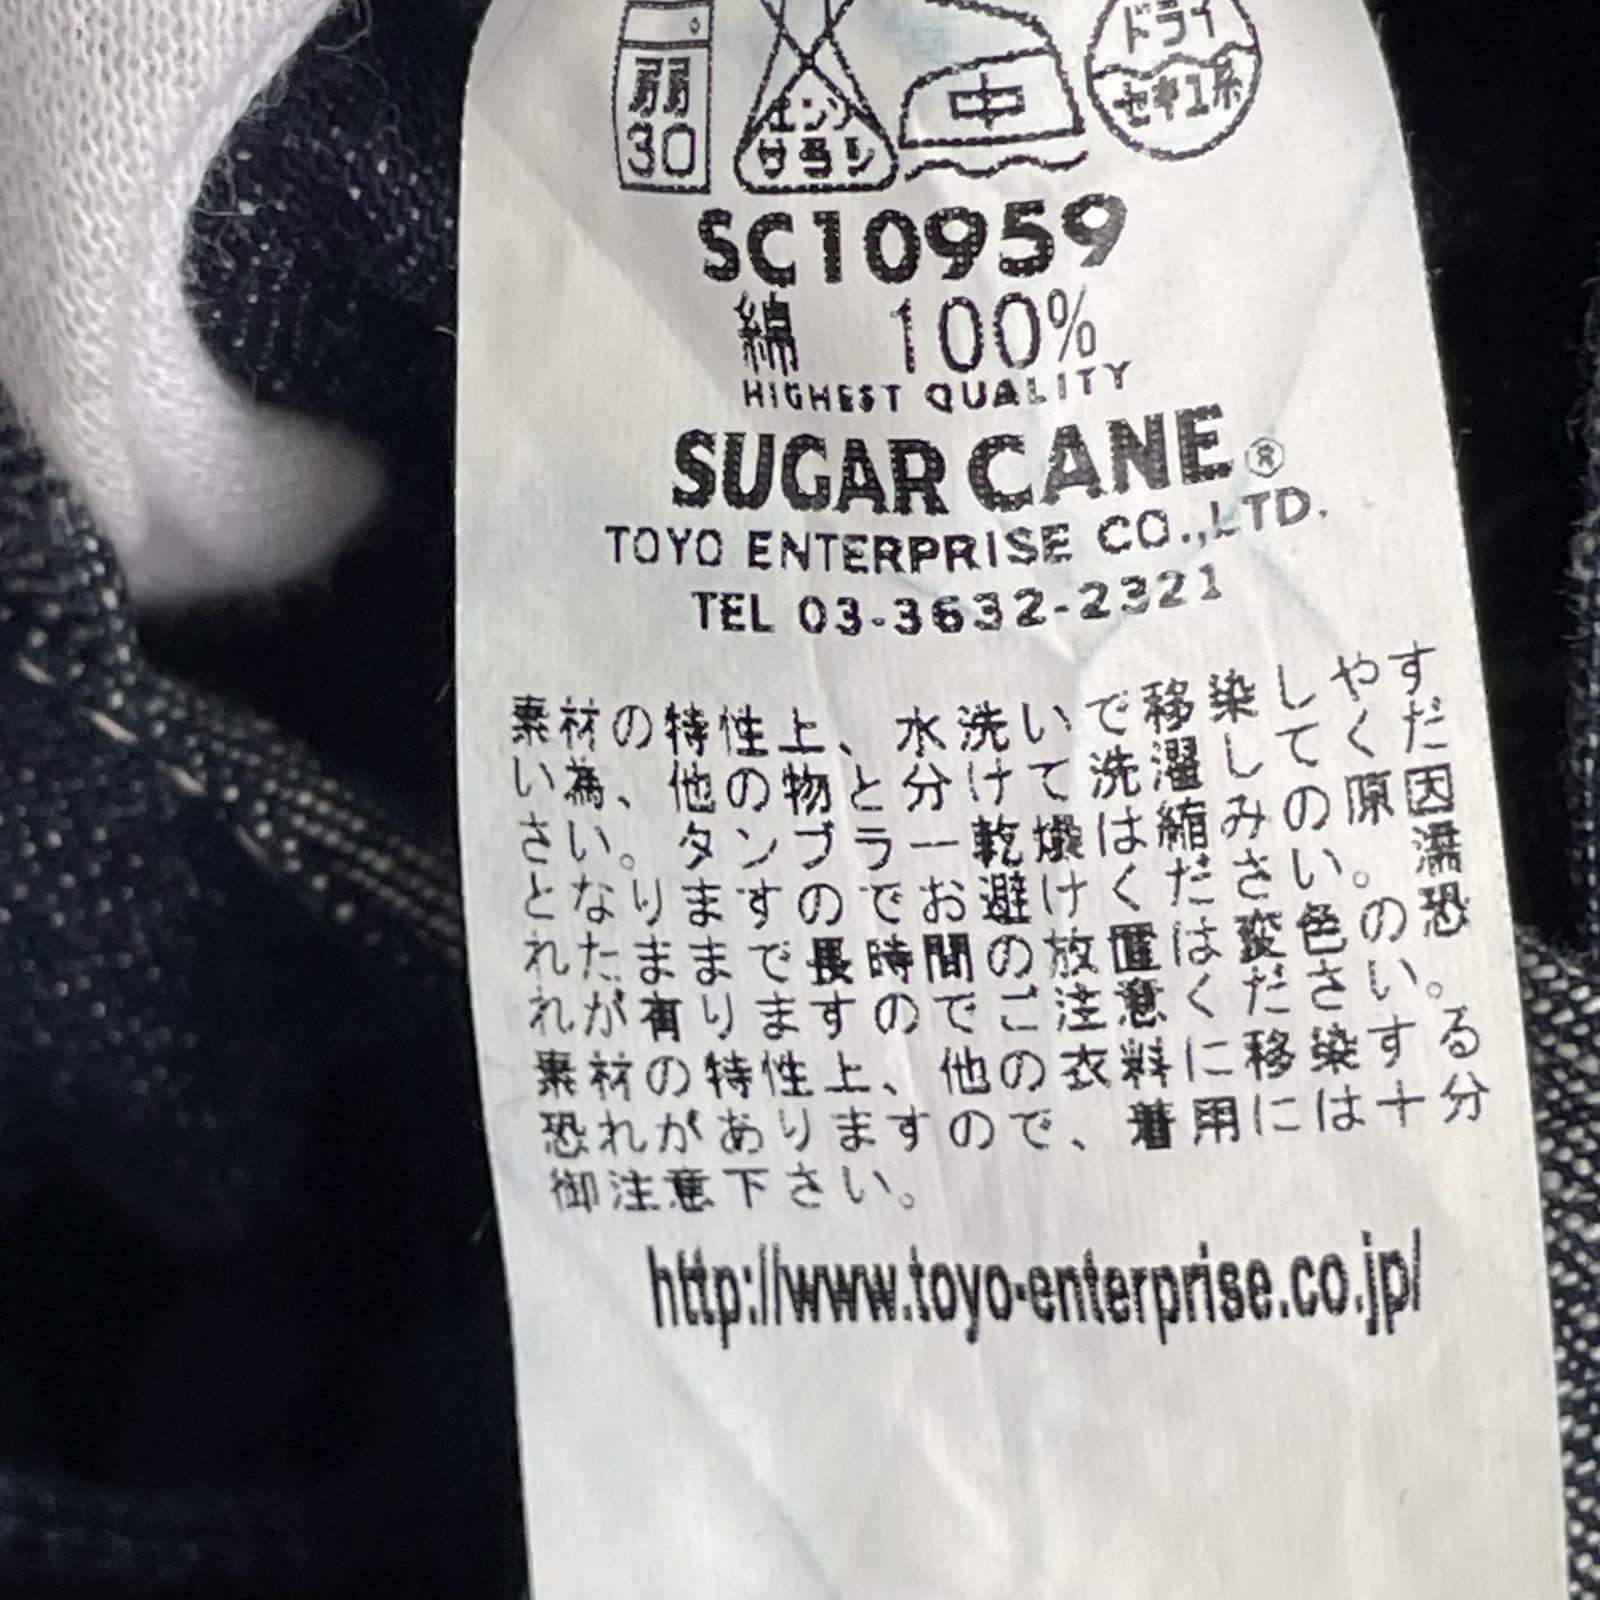 弱
30
エンソ
サラシ
中
ドライ
セキユ系
SC10959
綿 100%
HIGHEST QUALITY
SUGAR CANE®
TOYO ENTERPRISE CO.,LTD.
TEL 03-3632-2321
素材の特性上、水洗いで移染しやす
い為、他の物と分けて洗濯してくだ
さい。タンブラー乾燥は縮みの原因
となりますのでお避けください。濡
れたままで長時間の放置は変色の恐
れが有りますのでご注意ください。
素材の特性上、他の衣料に移染する
恐れがありますので、着用には十分
御注意下さい。
http://www.toyo-enterprise.co.jp/